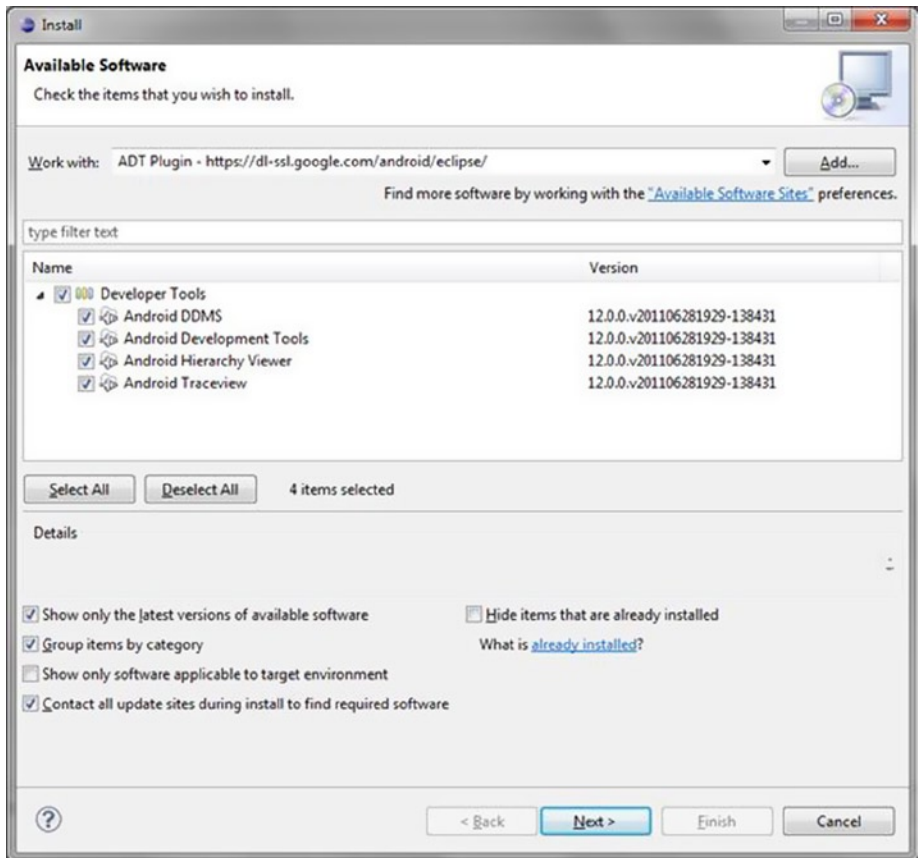 Install
Available Software
Check the items that you wish to install.
Work with: ADT Plugin - https://dl-ssl.google.com/android/eclipse/ Add...
Find more software by working with the "Available Software Sites" preferences.
type filter text
Name Version
Developer Tools
Android DDMS 12.0.0.v201106281929-138431
Android Development Tools 12.0.0.v201106281929-138431
Android Hierarchy Viewer 12.0.0.v201106281929-138431
Android Traceview 12.0.0.v201106281929-138431
Select All Deselect All 4 items selected
Details
Show only the latest versions of available software Hide items that are already installed
Group items by category What is already installed?
Show only software applicable to target environment
Contact all update sites during install to find required software
? < Back Next > Finish Cancel